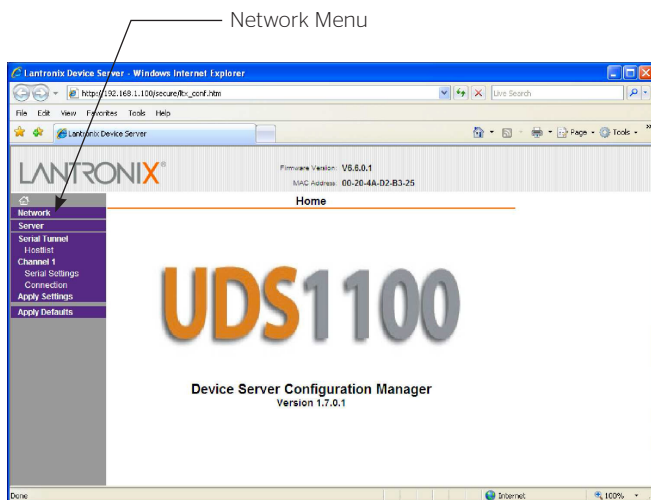 Network Menu
Lantronix Device Server - Windows Internet Explorer
http://192.168.1.100/secure/ltx_conf.htm
Live Search
File Edit View Favorites Tools Help
Lantronix Device Server
Page Tools
LANTRONIX®
Firmware Version: V6.6.0.1
MAC Address: 00-20-4A-D2-B3-25
Home
Network
Server
Serial Tunnel
Hostlist
Channel 1
Serial Settings
Connection
Apply Settings
Apply Defaults
UDS1100
Device Server Configuration Manager
Version 1.7.0.1
Done
Internet
100%